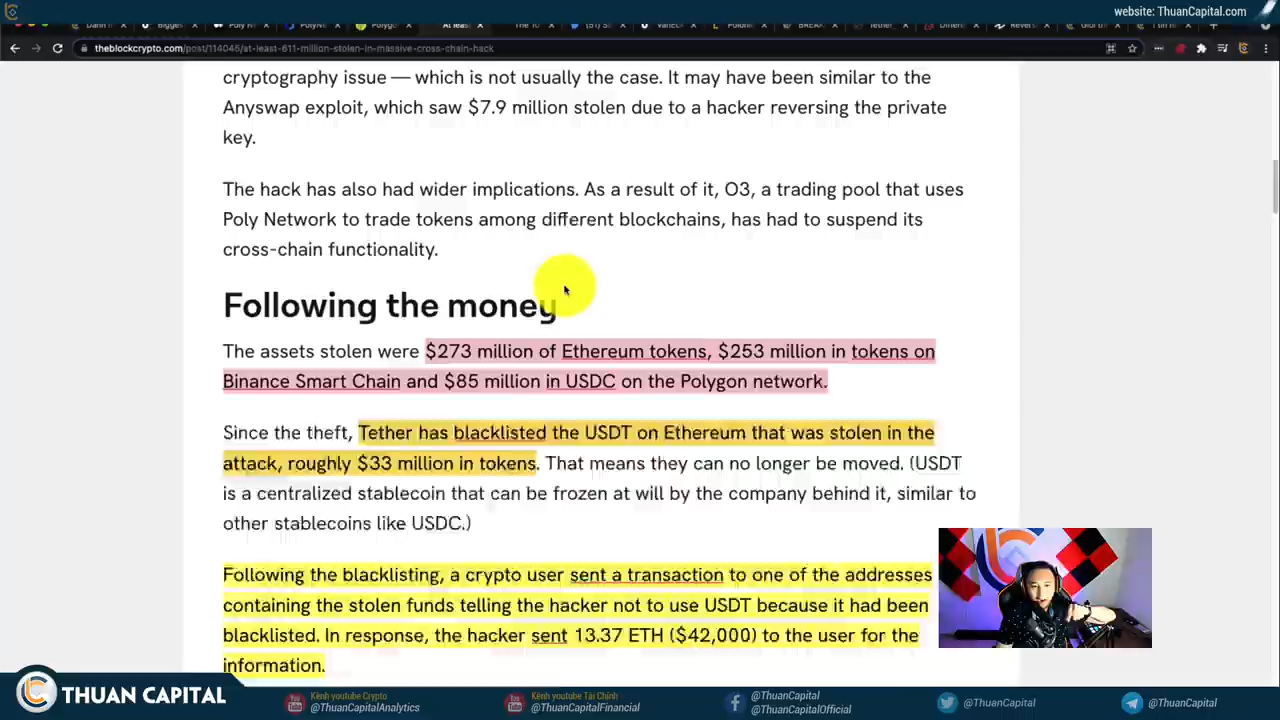 website: ThuanCapital.com
theblockcrypto.com/post/114045/at-least-611-million-stolen-in-massive-cross-chain-hack
cryptography issue — which is not usually the case. It may have been similar to the
Anyswap exploit, which saw $7.9 million stolen due to a hacker reversing the private
key.
The hack has also had wider implications. As a result of it, O3, a trading pool that uses
Poly Network to trade tokens among different blockchains, has had to suspend its
cross-chain functionality.
Following the money
The assets stolen were $273 million of Ethereum tokens, $253 million in tokens on
Binance Smart Chain and $85 million in USDC on the Polygon network.
Since the theft, Tether has blacklisted the USDT on Ethereum that was stolen in the
attack, roughly $33 million in tokens. That means they can no longer be moved. (USDT
is a centralized stablecoin that can be frozen at will by the company behind it, similar to
other stablecoins like USDC.)
Following the blacklisting, a crypto user sent a transaction to one of the addresses
containing the stolen funds telling the hacker not to use USDT because it had been
blacklisted. In response, the hacker sent 13.37 ETH ($42,000) to the user for the
information.
THUAN CAPITAL
Kênh youtube Crypto
@ThuanCapitalAnalytics
Kênh youtube Tài Chính
@ThuanCapitalFinancial
@ThuanCapital
@ThuanCapitalOfficial
@ThuanCapital
@ThuanCapital